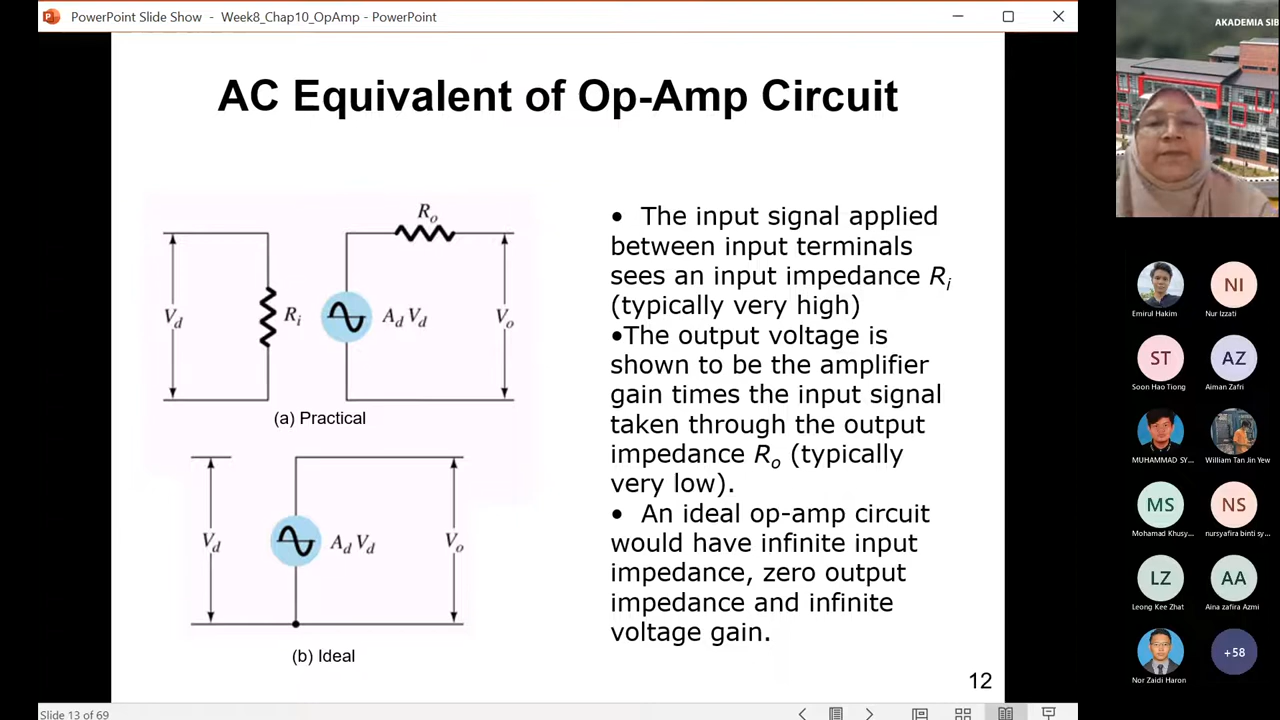 PowerPoint Slide Show - Week8_Chap10_OpAmp - PowerPoint
AKADEMIA SIB
AC Equivalent of Op-Amp Circuit
Ro
Vd
Ri
Ad Vd
Vo
(a) Practical
Vd
Ad Vd
Vo
(b) Ideal
• The input signal applied
between input terminals
sees an input impedance Ri
(typically very high)
•The output voltage is
shown to be the amplifier
gain times the input signal
taken through the output
impedance Ro (typically
very low).
• An ideal op-amp circuit
would have infinite input
impedance, zero output
impedance and infinite
voltage gain.
12
Slide 13 of 69
Emirul Hakim
NI
Nur Izzati
ST
Soon Hao Tiong
AZ
Aiman Zafri
MUHAMMAD SY...
William Tan Jin Yew
MS
Mohamad Khusy...
NS
nursyafira binti sy...
LZ
Leong Kee Zhat
AA
Aina zafira Azmi
Nor Zaidi Haron
+58